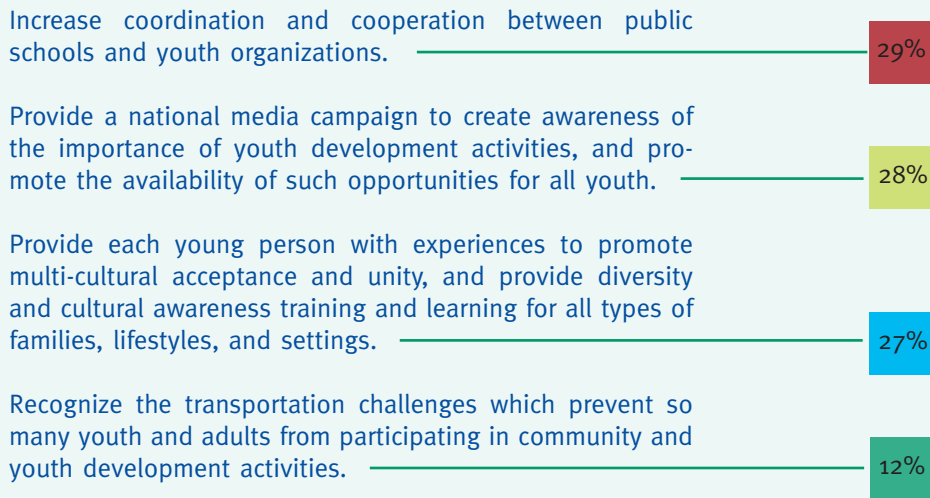 Increase coordination and cooperation between public
schools and youth organizations.
29%
Provide a national media campaign to create awareness of
the importance of youth development activities, and pro-
mote the availability of such opportunities for all youth.
28%
Provide each young person with experiences to promote
multi-cultural acceptance and unity, and provide diversity
and cultural awareness training and learning for all types of
families, lifestyles, and settings.
27%
Recognize the transportation challenges which prevent so
many youth and adults from participating in community and
youth development activities.
12%